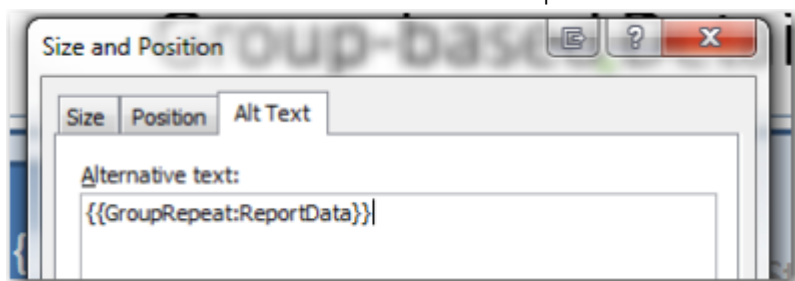 Size and Position
Size Position Alt Text
Alternative text:
{{GroupRepeat:ReportData}}